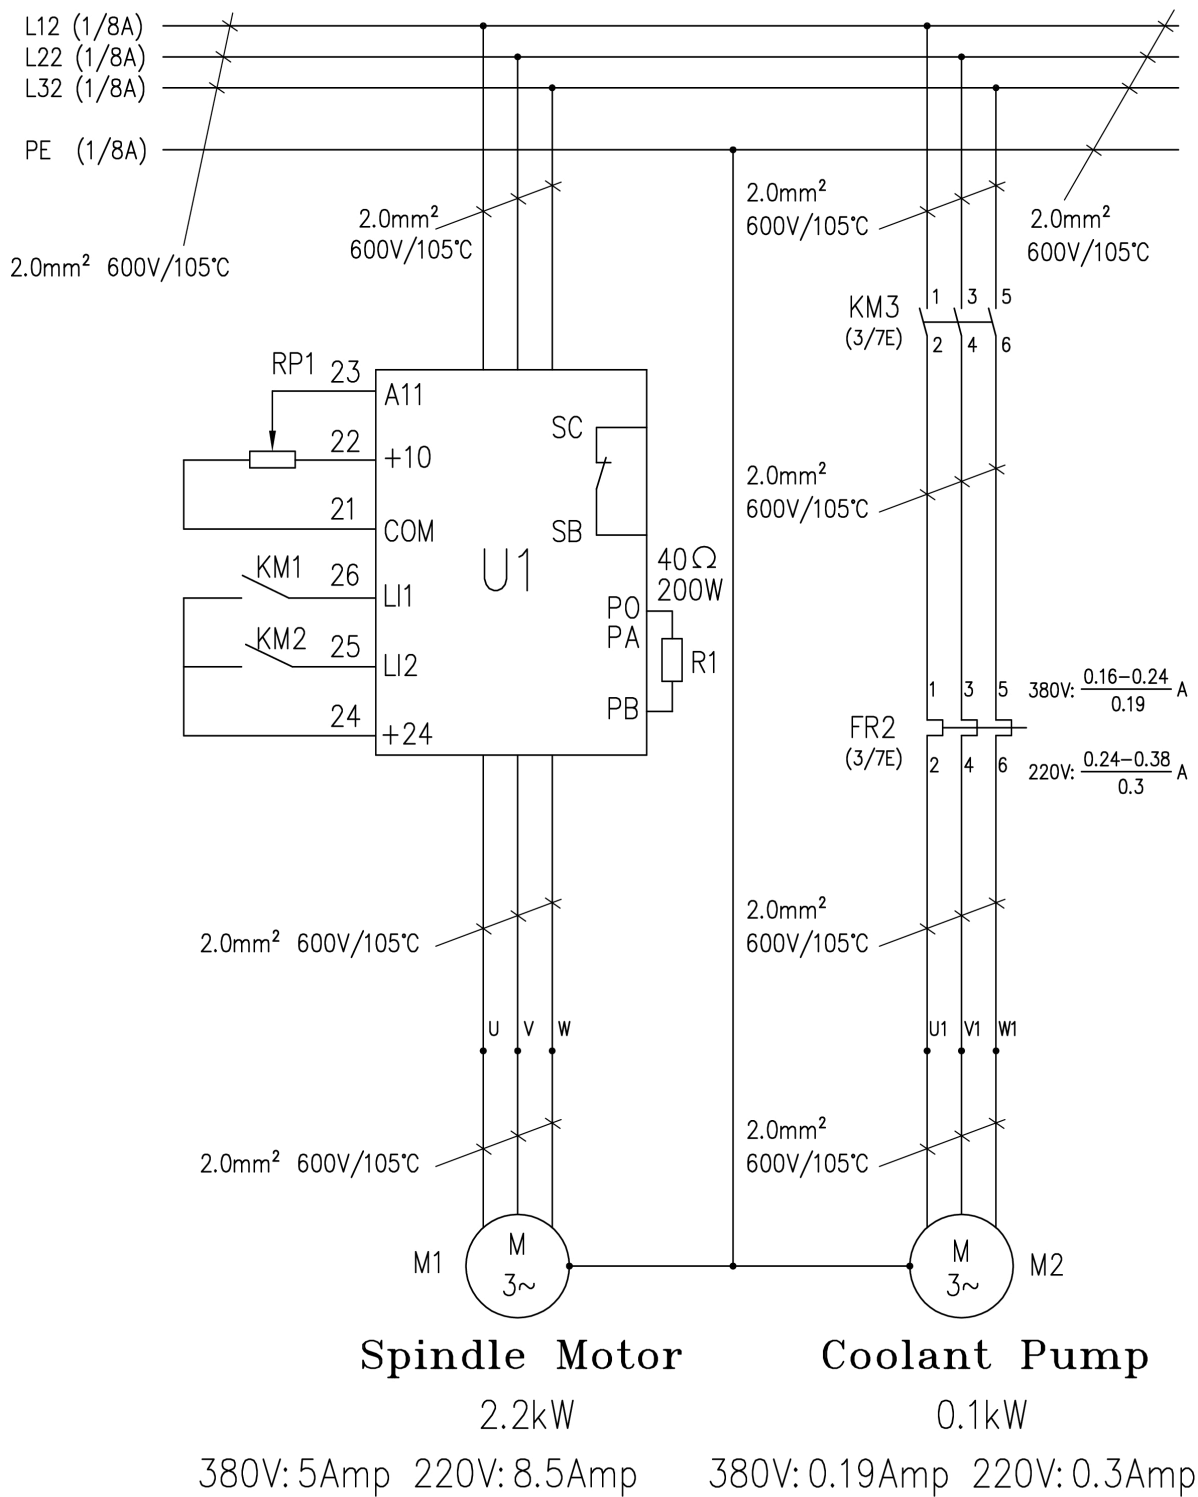 L12 (1/8A)
L22 (1/8A)
L32 (1/8A)
PE (1/8A)
2.0mm² 600V/105°C
2.0mm²
600V/105°C
2.0mm²
600V/105°C
2.0mm²
600V/105°C
KM3
(3/7E)
1 3 5
2 4 6
RP1
23
A11
22
+10
21
COM
KM1
26
LI1
KM2
25
LI2
24
+24
U1
SC
SB
40Ω
200W
PO
PA
R1
PB
2.0mm²
600V/105°C
1 3 5
FR2
(3/7E)
2 4 6
380V: 0.16-0.24 A
0.19
220V: 0.24-0.38 A
0.3
2.0mm² 600V/105°C
2.0mm²
600V/105°C
U V W
U1 V1 W1
2.0mm² 600V/105°C
2.0mm²
600V/105°C
M1
M
3~
M
3~
M2
Spindle Motor
2.2kW
380V: 5Amp 220V: 8.5Amp
Coolant Pump
0.1kW
380V: 0.19Amp 220V: 0.3Amp